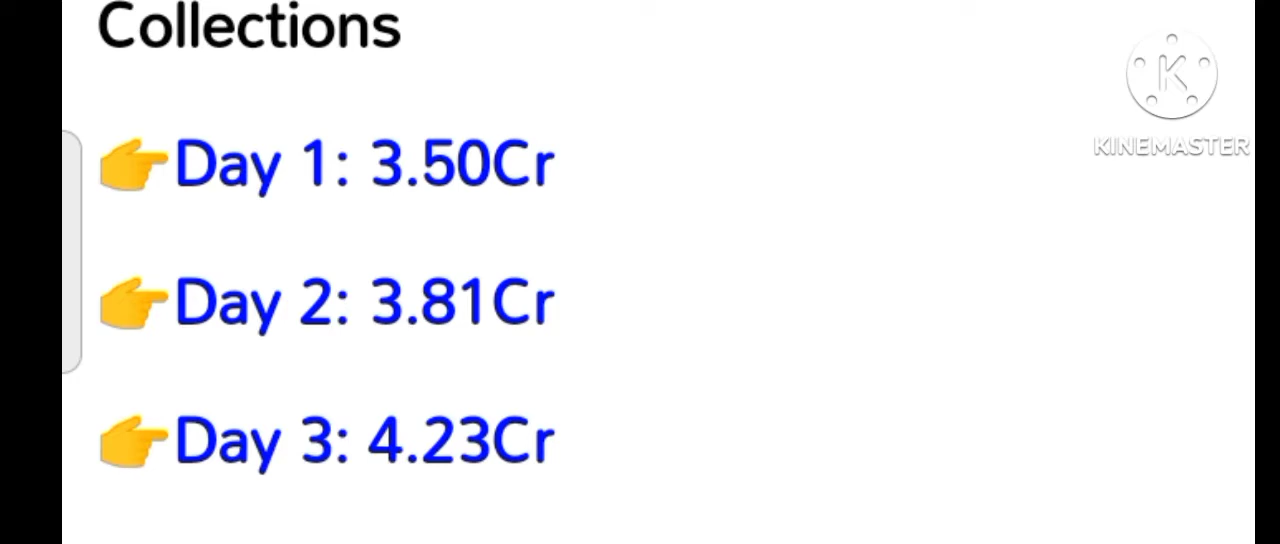 Collections
KINEMASTER
👉Day 1: 3.50Cr
👉Day 2: 3.81Cr
👉Day 3: 4.23Cr